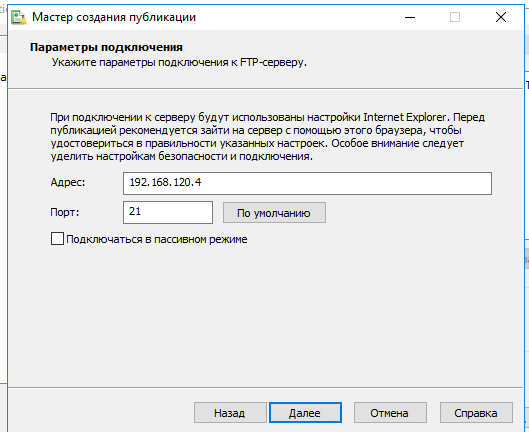 Мастер создания публикации
Параметры подключения
Укажите параметры подключения к FTP-серверу.
При подключении к серверу будут использованы настройки Internet Explorer. Перед
публикацией рекомендуется зайти на сервер с помощью этого браузера, чтобы
удостовериться в правильности указанных настроек. Особое внимание следует
уделить настройкам безопасности и подключения.
Адрес: 192.168.120.4
Порт: 21 По умолчанию
Подключаться в пассивном режиме
Назад Далее Отмена Справка